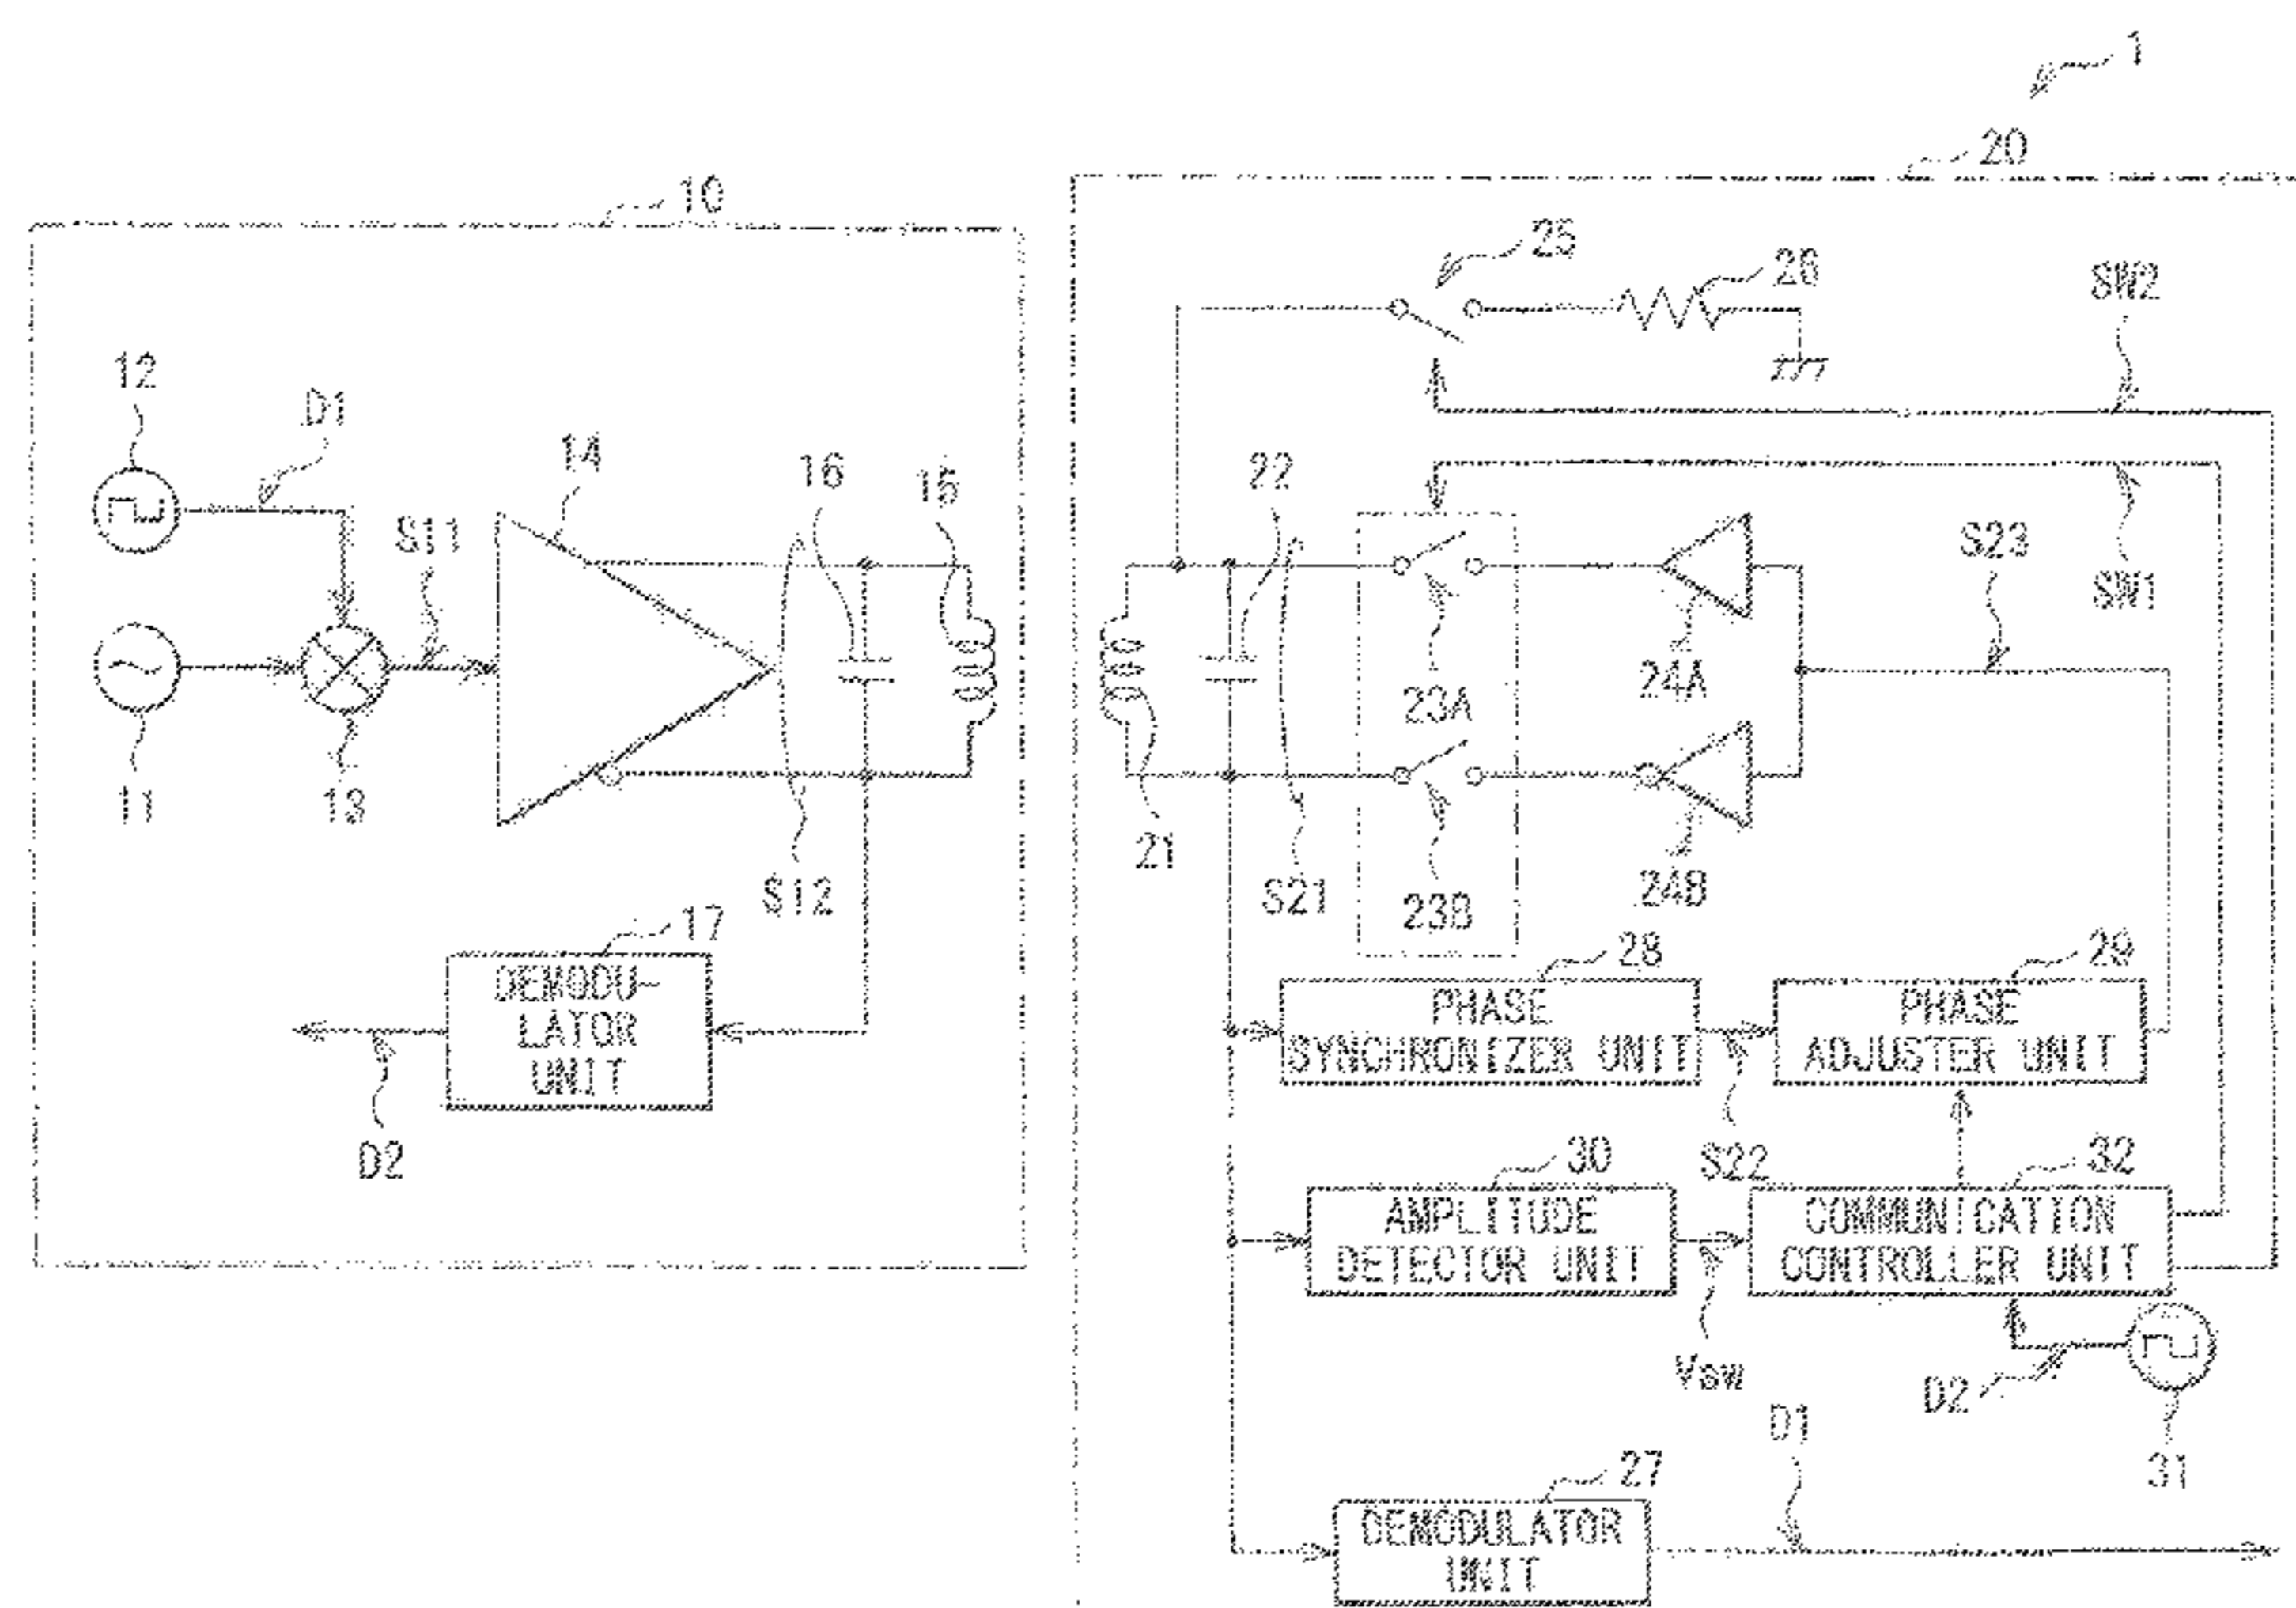 1
20
10
25
26
SW2
12
D1
14
16
15
22
S11
S23
SW1
11
13
23A
24A
21
S12
S21
23B
24B
17
DEMODU-
LATOR
UNIT
D2
28
PHASE
SYNCHRONIZER UNIT
29
PHASE
ADJUSTER UNIT
S22
30
AMPLITUDE
DETECTOR UNIT
32
COMMUNICATION
CONTROLLER UNIT
Vsw
D2
31
D1
27
DEMODULATOR
UNIT